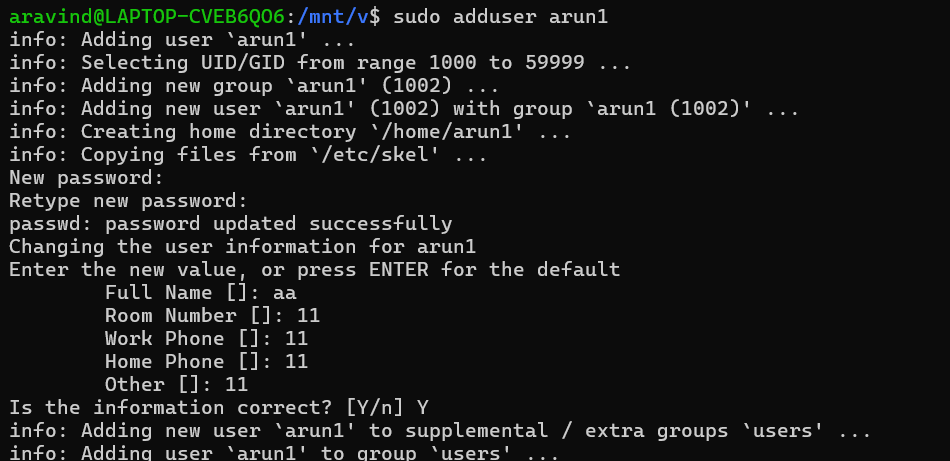 aravind@LAPTOP-CVEB6QO6:/mnt/v$ sudo adduser arun1
info: Adding user `arun1' ...
info: Selecting UID/GID from range 1000 to 59999 ...
info: Adding new group `arun1' (1002) ...
info: Adding new user `arun1' (1002) with group `arun1 (1002)' ...
info: Creating home directory `/home/arun1' ...
info: Copying files from `/etc/skel' ...
New password:
Retype new password:
passwd: password updated successfully
Changing the user information for arun1
Enter the new value, or press ENTER for the default
        Full Name []: aa
        Room Number []: 11
        Work Phone []: 11
        Home Phone []: 11
        Other []: 11
Is the information correct? [Y/n] Y
info: Adding new user `arun1' to supplemental / extra groups `users' ...
info: Adding user `arun1' to group `users' ...